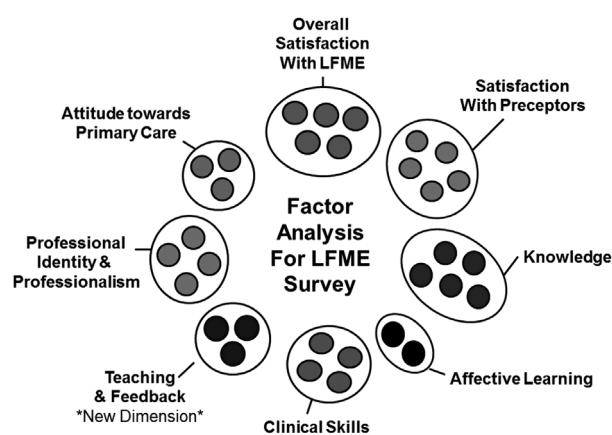 Overall
Satisfaction
With LFME
Satisfaction
With Preceptors
Attitude towards
Primary Care
Factor
Analysis
For LFME
Survey
Professional
Identity &
Professionalism
Knowledge
Teaching
& Feedback
*New Dimension*
Affective Learning
Clinical Skills